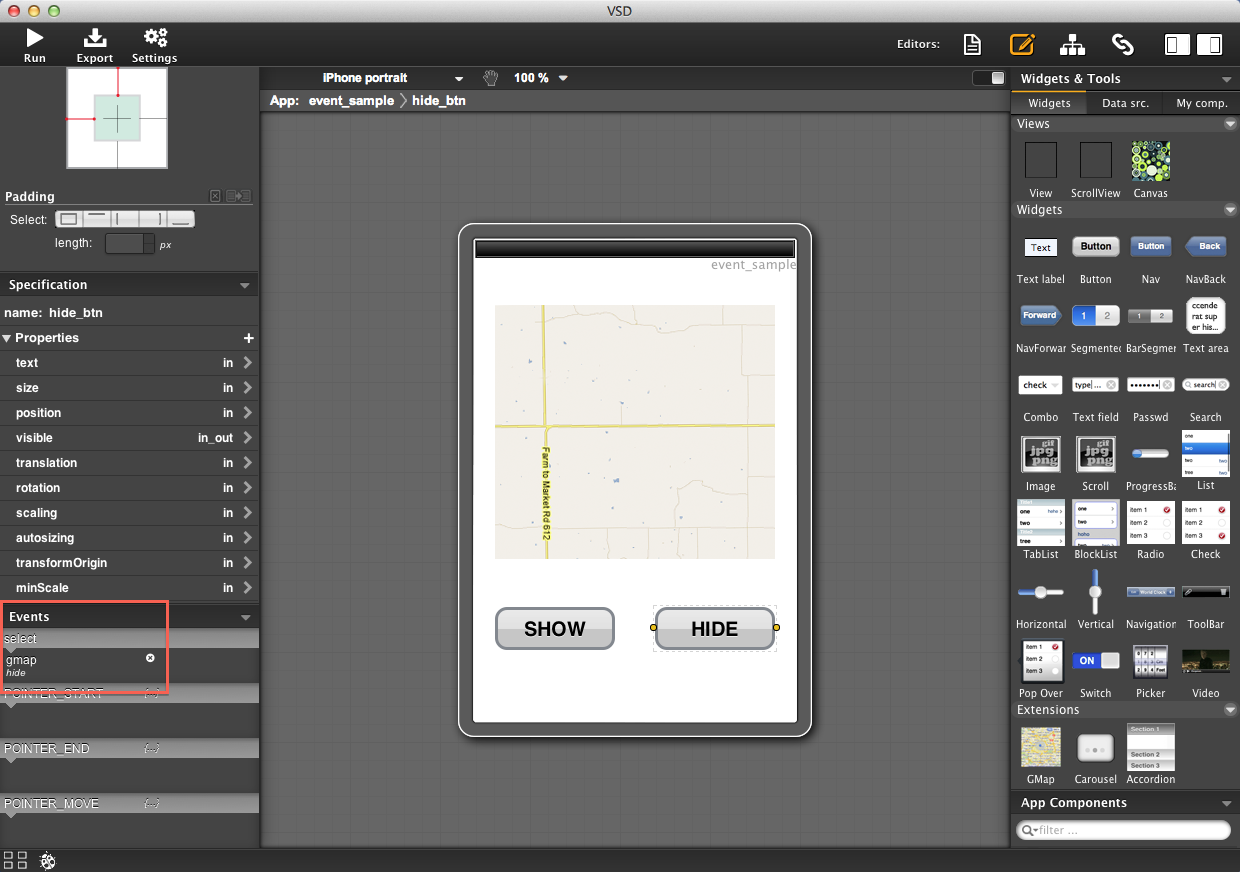 VSD
Run
Export
Settings
Editors:
iPhone portrait
100 %
App: event_sample hide_btn
Padding
Select:
length:
px
Specification
name: hide_btn
Properties
+
text in
size in
position in
visible in_out
translation in
rotation in
scaling in
autosizing in
transformOrigin in
minScale in
Events
select
gmap
hide
POINTER_START {...}
POINTER_END {...}
POINTER_MOVE {...}
event_sample
Farm to Market Rd 612
SHOW
HIDE
Widgets & Tools
Widgets Data src. My comp.
Views
View ScrollView Canvas
Widgets
Text Button Button Back
Text label Button Nav NavBack
Forward 1 2 1 2 ccende
rat sup
er his...
NavForwar Segmented BarSegmer Text area
check type|... ••••••• search|
Combo Text field Passwd Search
gif
jpg
png
gif
jpg
png
one
two
two two
tree two
Image Scroll ProgressBa List
one hoho
two
tree
one
two
hoho
two
item 1
item 2
item 3
item 1
item 2
item 3
TabList BlockList Radio Check
World Clock
Horizontal Vertical Navigation ToolBar
item 1
item 2
item 3
ON
Pop Over Switch Picker Video
Extensions
Section 1
Section 2
Section 3
GMap Carousel Accordion
App Components
filter ...